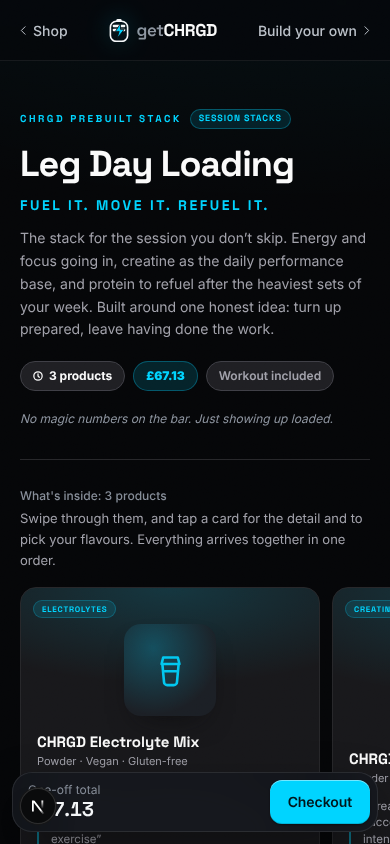 Shop
getCHRGD
Build your own
CHRGD PREBUILT STACK
SESSION STACKS
Leg Day Loading
FUEL IT. MOVE IT. REFUEL IT.
The stack for the session you don’t skip. Energy and
focus going in, creatine as the daily performance
base, and protein to refuel after the heaviest sets of
your week. Built around one honest idea: turn up
prepared, leave having done the work.
3 products
£67.13
Workout included
No magic numbers on the bar. Just showing up loaded.
What's inside: 3 products
Swipe through them, and tap a card for the detail and to
pick your flavours. Everything arrives together in one
order.
ELECTROLYTES
CHRGD Electrolyte Mix
Powder · Vegan · Gluten-free
total
N
7.13
Checkout
exercise”